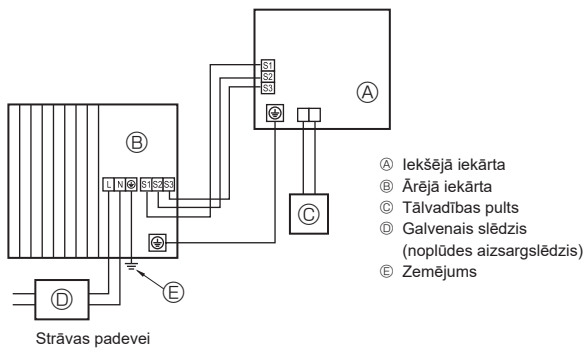 S1
S2
S3
Ⓐ
Ⓑ
L N S1 S2 S3
Ⓒ
Ⓓ
Ⓔ
Strāvas padevei
Ⓐ Iekšējā iekārta
Ⓑ Ārējā iekārta
Ⓒ Tālvadības pults
Ⓓ Galvenais slēdzis
(noplūdes aizsargslēdzis)
Ⓔ Zemējums